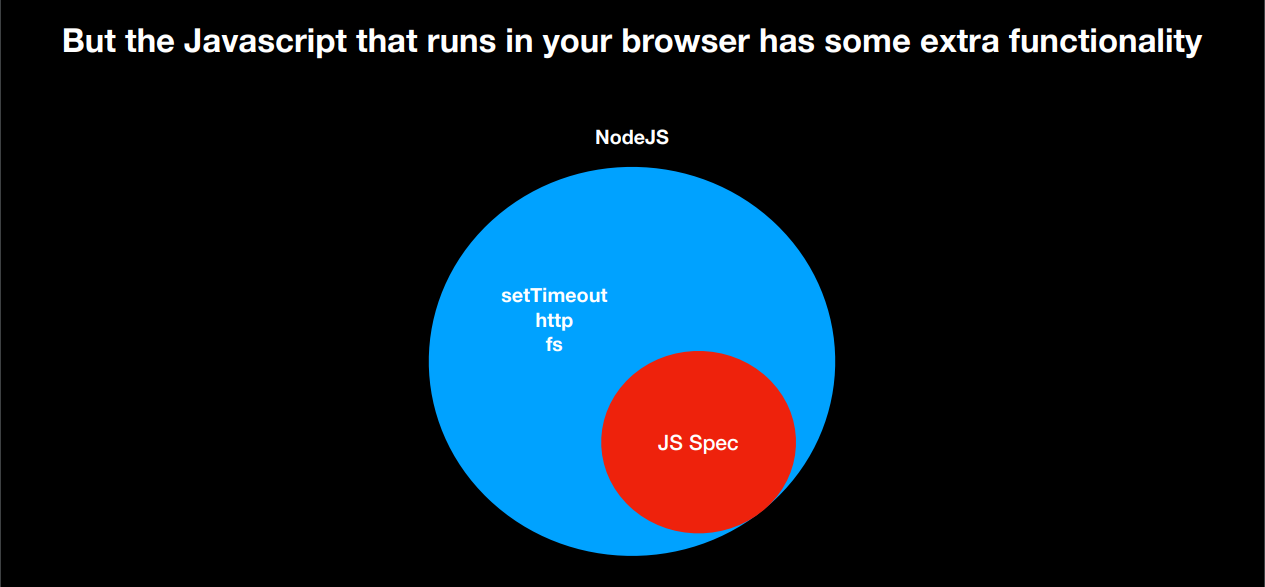 But the Javascript that runs in your browser has some extra functionality
NodeJS
setTimeout
http
fs
JS Spec